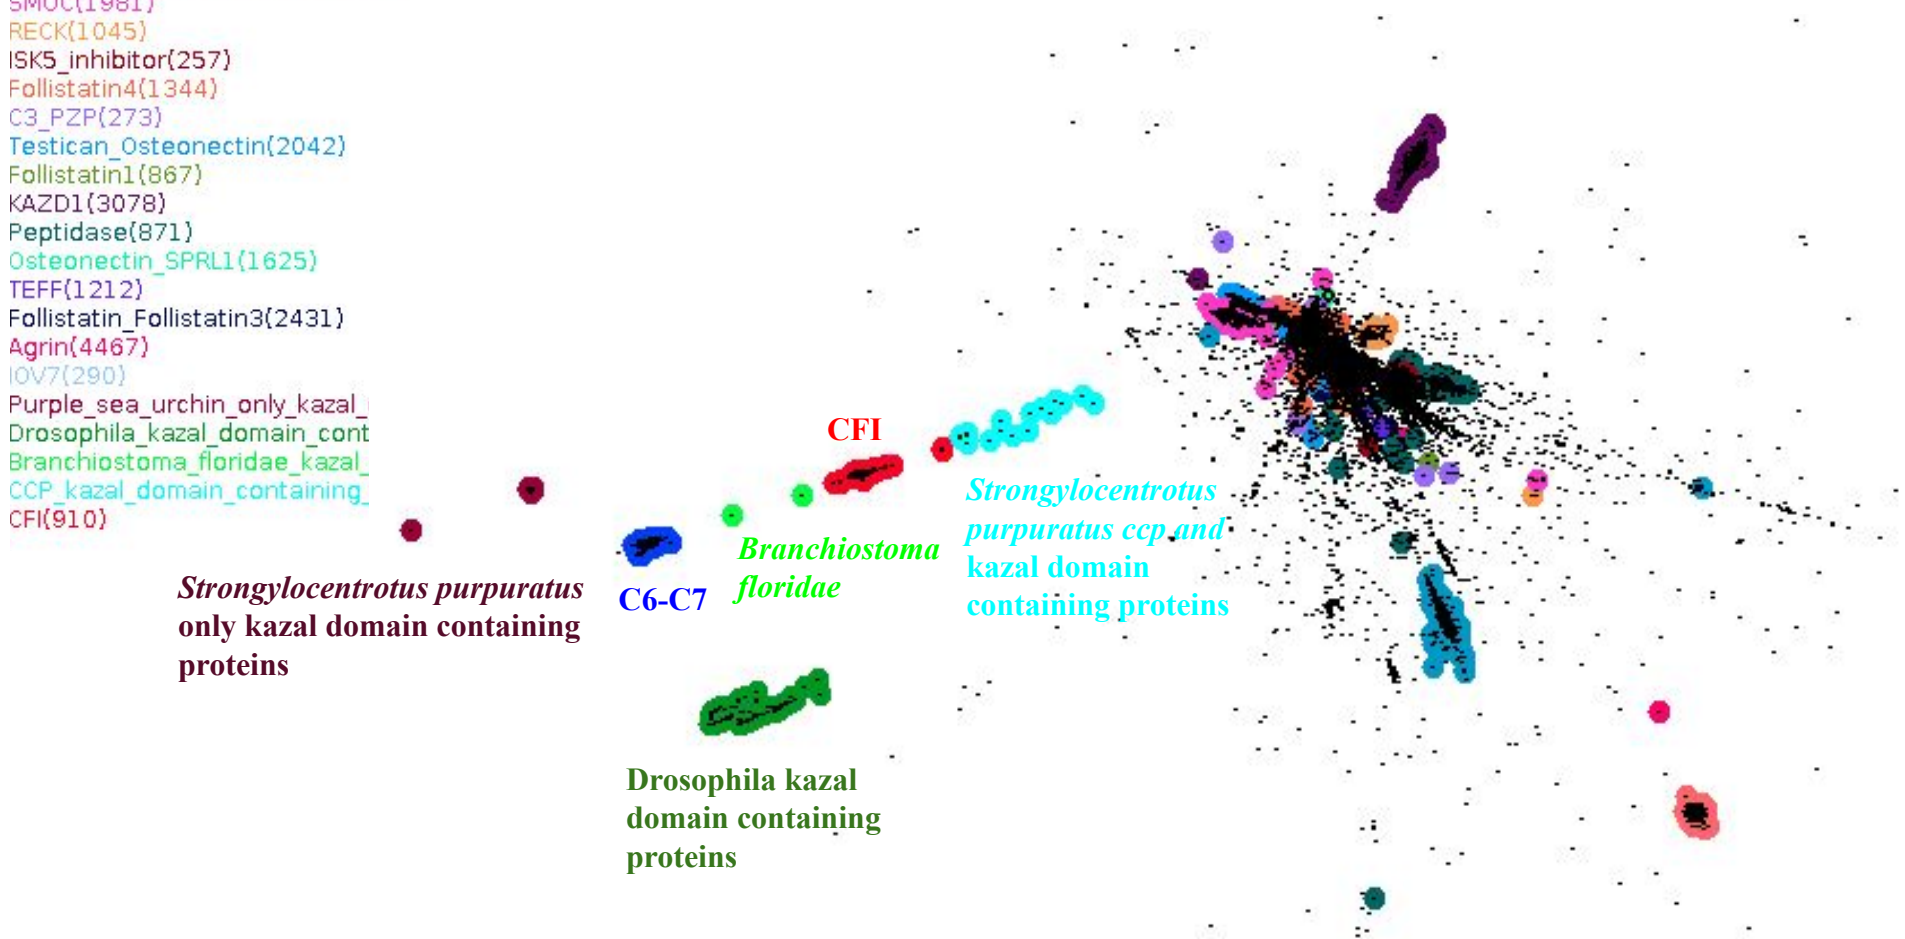 SMOC(1981)
RECK(1045)
ISK5_inhibitor(257)
Follistatin4(1344)
C3_PZP(273)
Testican_Osteonectin(2042)
Follistatin1(867)
KAZD1(3078)
Peptidase(871)
Osteonectin_SPRL1(1625)
TEFF(1212)
Follistatin_Follistatin3(2431)
Agrin(4467)
IOV7(290)
Purple_sea_urchin_only_kazal_
Drosophila_kazal_domain_cont
Branchiostoma_floridae_kazal_
CCP_kazal_domain_containing_
CFI(910)
CFI
Strongylocentrotus
purpuratus ccp and
kazal domain
containing proteins
Branchiostoma
floridae
C6-C7
Strongylocentrotus purpuratus
only kazal domain containing
proteins
Drosophila kazal
domain containing
proteins